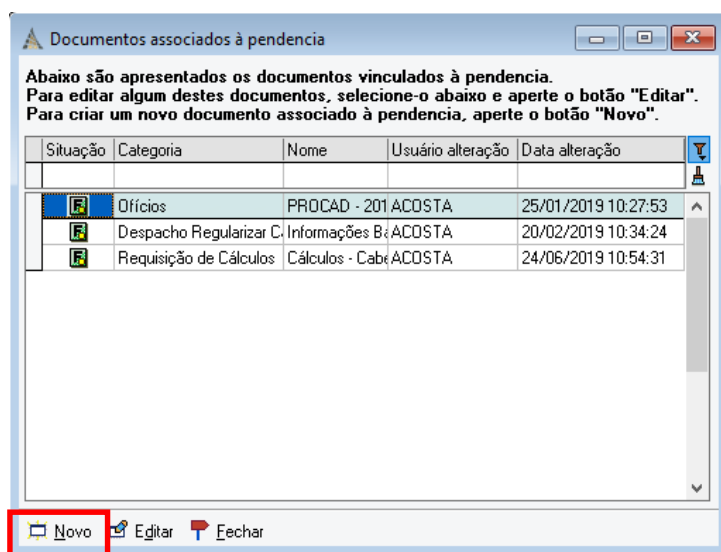 Documentos associados à pendencia
Abaixo são apresentados os documentos vinculados à pendencia.
Para editar algum destes documentos, selecione-o abaixo e aperte o botão "Editar".
Para criar um novo documento associado à pendencia, aperte o botão "Novo".
Situação Categoria Nome Usuário alteração Data alteração
Ofícios PROCAD - 201 ACOSTA 25/01/2019 10:27:53
Despacho Regularizar C Informações Ba ACOSTA 20/02/2019 10:34:24
Requisição de Cálculos Cálculos - Cabe ACOSTA 24/06/2019 10:54:31
Novo Editar Fechar